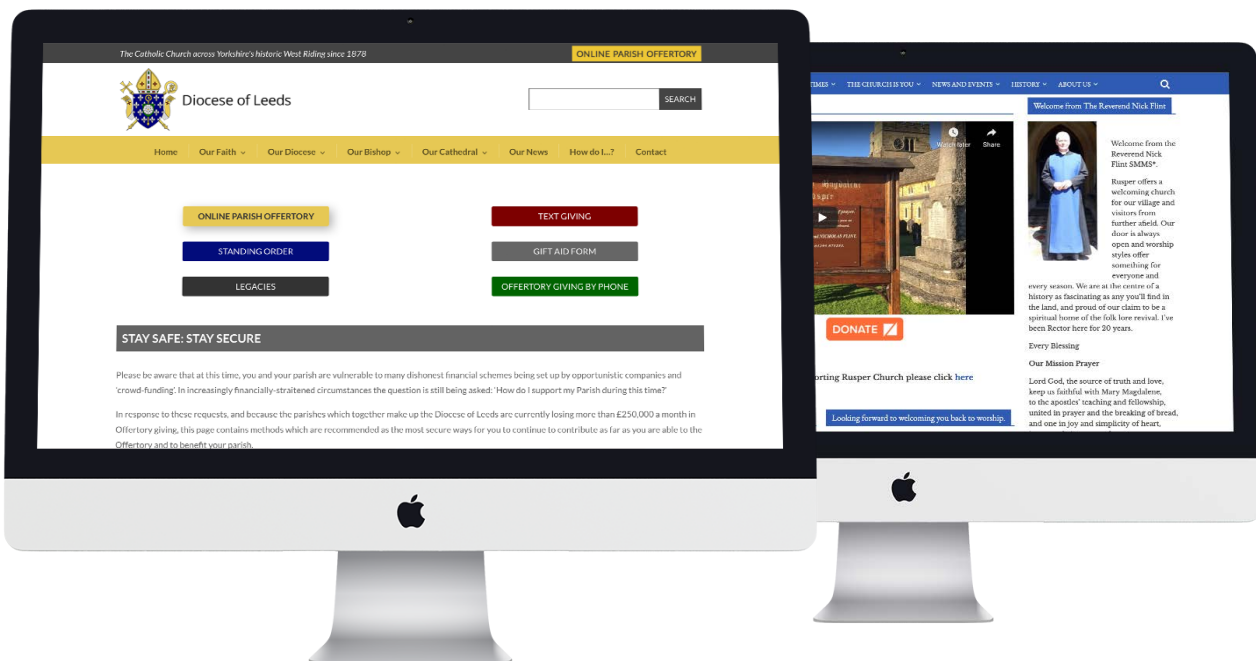 The Catholic Church across Yorkshire's historic West Riding since 1878
ONLINE PARISH OFFERTORY
Diocese of Leeds
SEARCH
Home Our Faith Our Diocese Our Bishop Our Cathedral Our News How do I...? Contact
ONLINE PARISH OFFERTORY
TEXT GIVING
STANDING ORDER
GIFT AID FORM
LEGACIES
OFFERTORY GIVING BY PHONE
STAY SAFE: STAY SECURE
Please be aware that at this time, you and your parish are vulnerable to many dishonest financial schemes being set up by opportunistic companies and
'crowd-funding'. In increasingly financially-straitened circumstances the question is still being asked: 'How do I support my Parish during this time?'
In response to these requests, and because the parishes which together make up the Diocese of Leeds are currently losing more than £250,000 a month in
Offertory giving, this page contains methods which are recommended as the most secure ways for you to continue to contribute as far as you are able to the
Offertory and to benefit your parish.
TIMES THE CHURCH IS YOU NEWS AND EVENTS HISTORY ABOUT US
Watch later Share
DONATE
orting Rusper Church please click here
Looking forward to welcoming you back to worship.
Welcome from The Reverend Nick Flint
Welcome from the
Reverend Nick
Flint SMMS*.
Rusper offers a
welcoming church
for our village and
visitors from
further afield. Our
door is always
open and worship
styles offer
something for
everyone and
every season. We are at the centre of a
history as fascinating as any you'll find in
the land, and proud of our claim to be a
spiritual home of the folk lore revival. I've
been Rector here for 20 years.
Every Blessing
Our Mission Prayer
Lord God, the source of truth and love,
keep us faithful with Mary Magdalene,
to the apostles' teaching and fellowship,
united in prayer and the breaking of bread,
and one in joy and simplicity of heart,